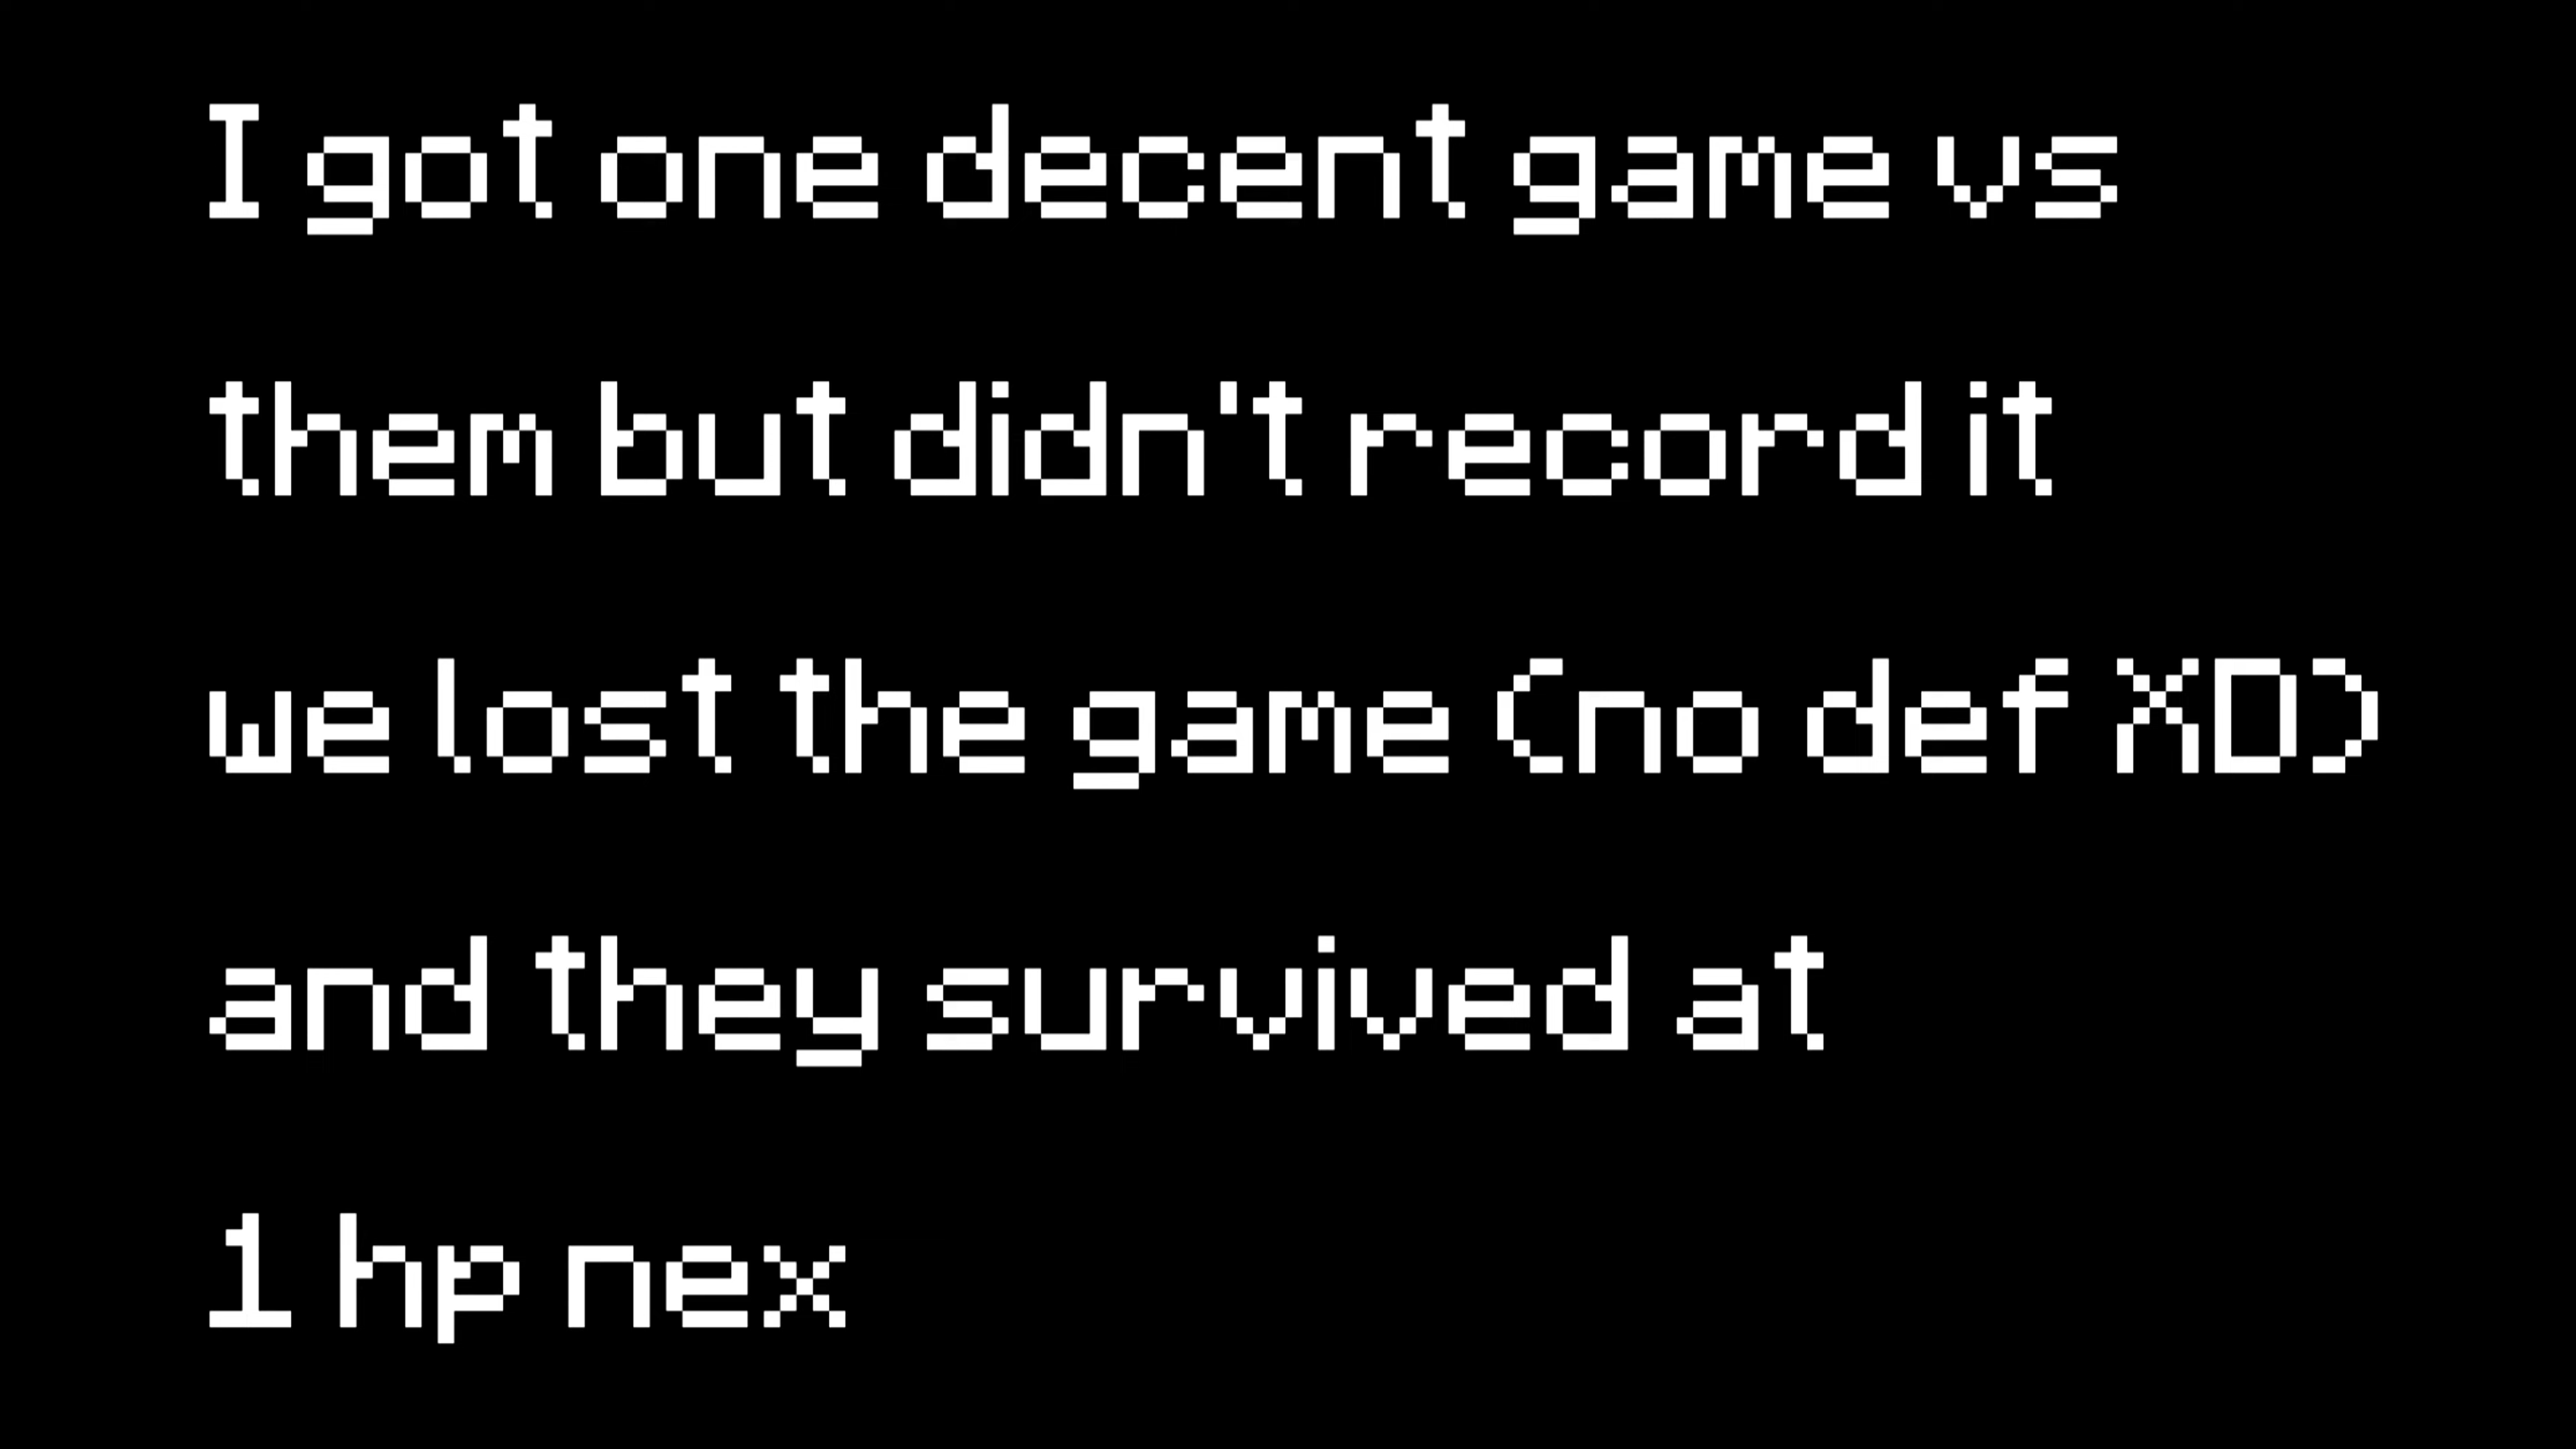 I got one decent game vs
them but didn't record it
we lost the game (no def XD)
and they survived at
1 hp nex